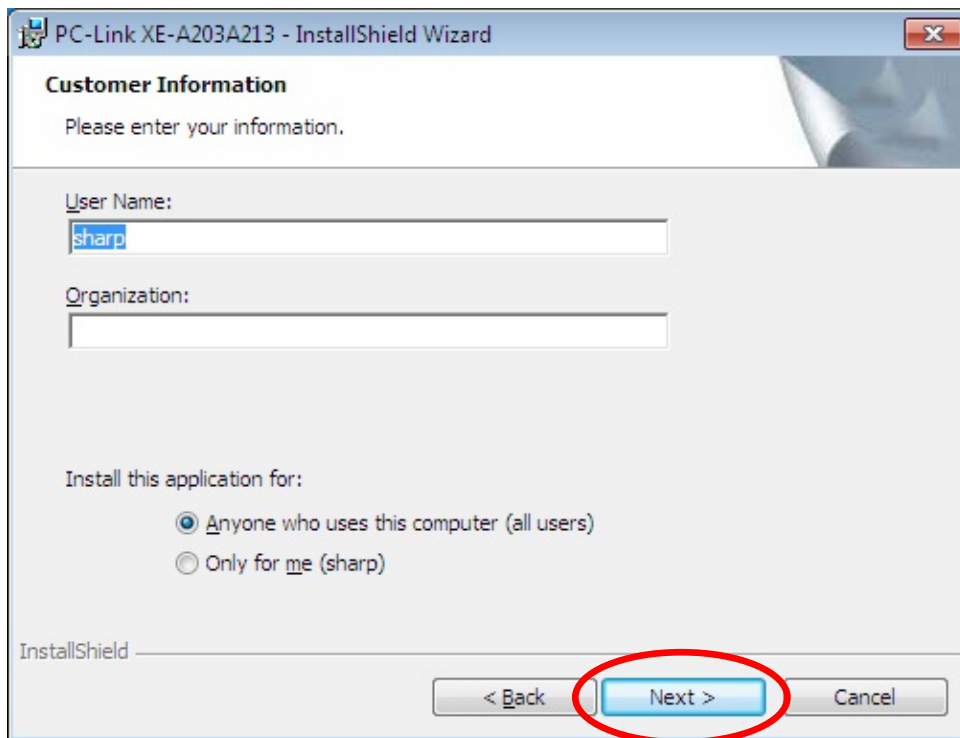 PC-Link XE-A203A213 - InstallShield Wizard
Customer Information
Please enter your information.
User Name:
sharp
Organization:
Install this application for:
Anyone who uses this computer (all users)
Only for me (sharp)
InstallShield
< Back Next > Cancel